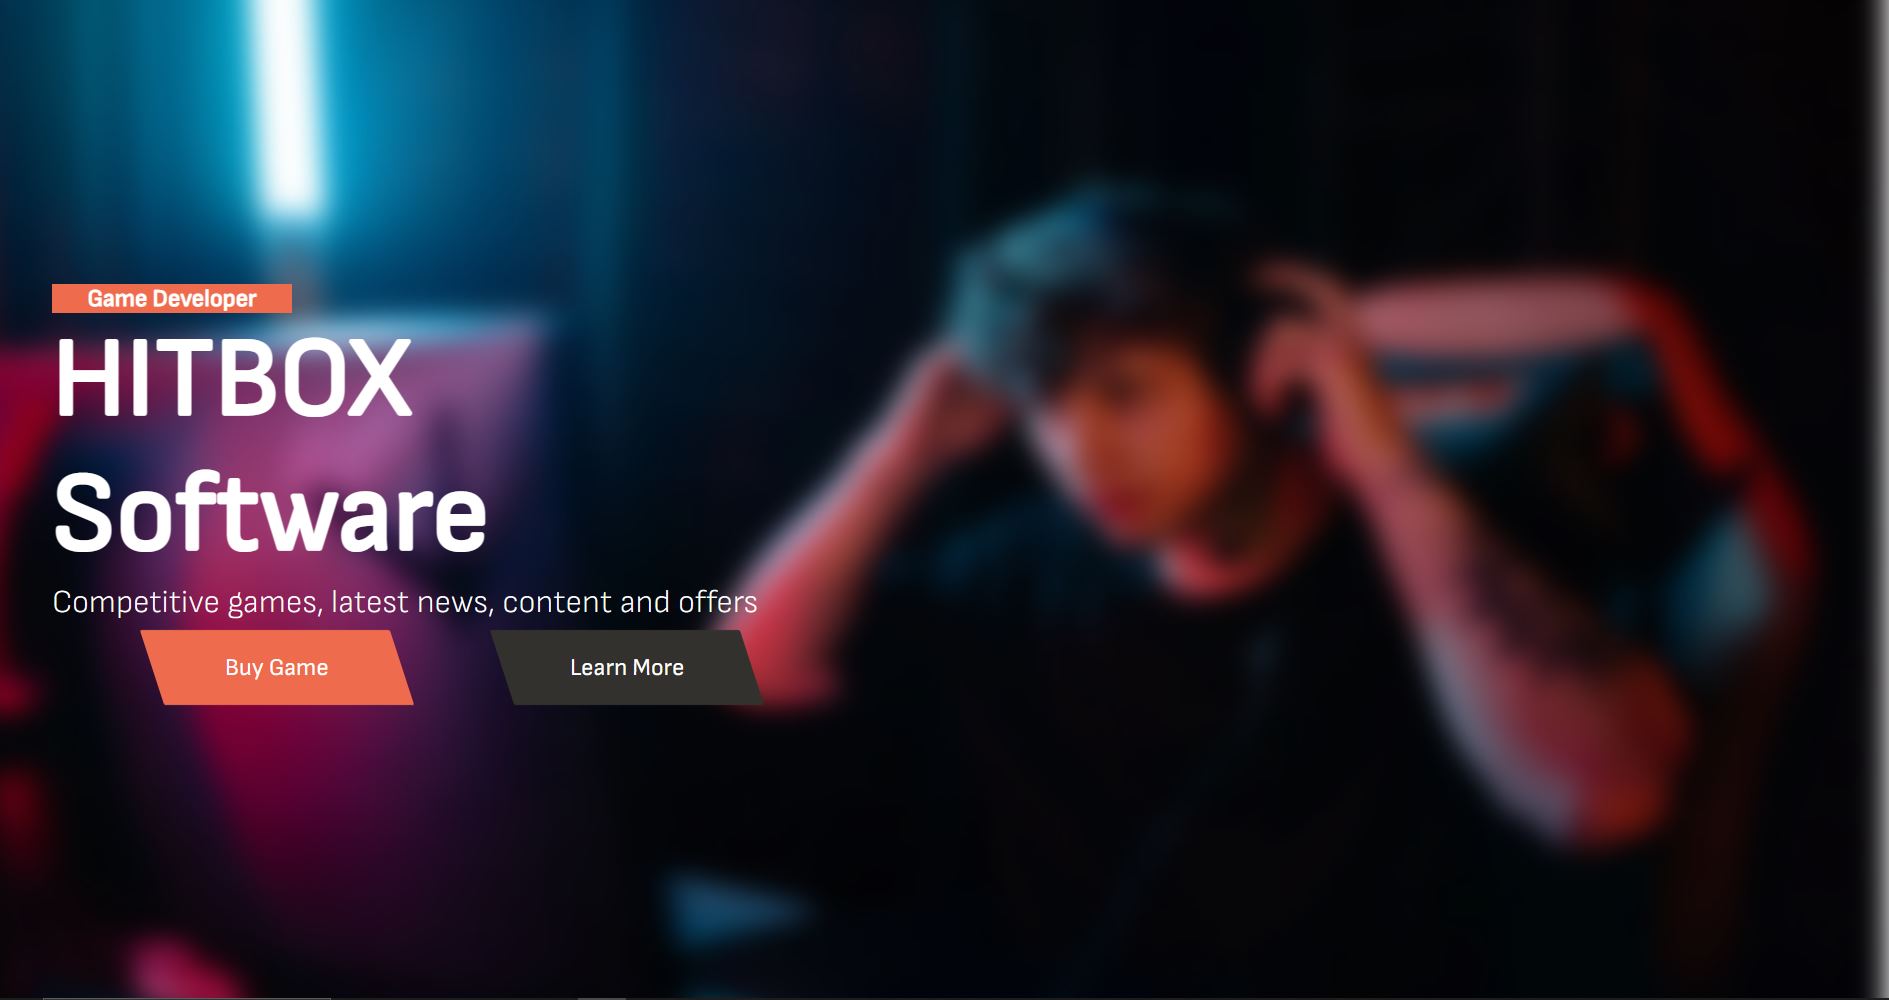 Game Developer
HITBOX
Software
Competitive games, latest news, content and offers
Buy Game
Learn More